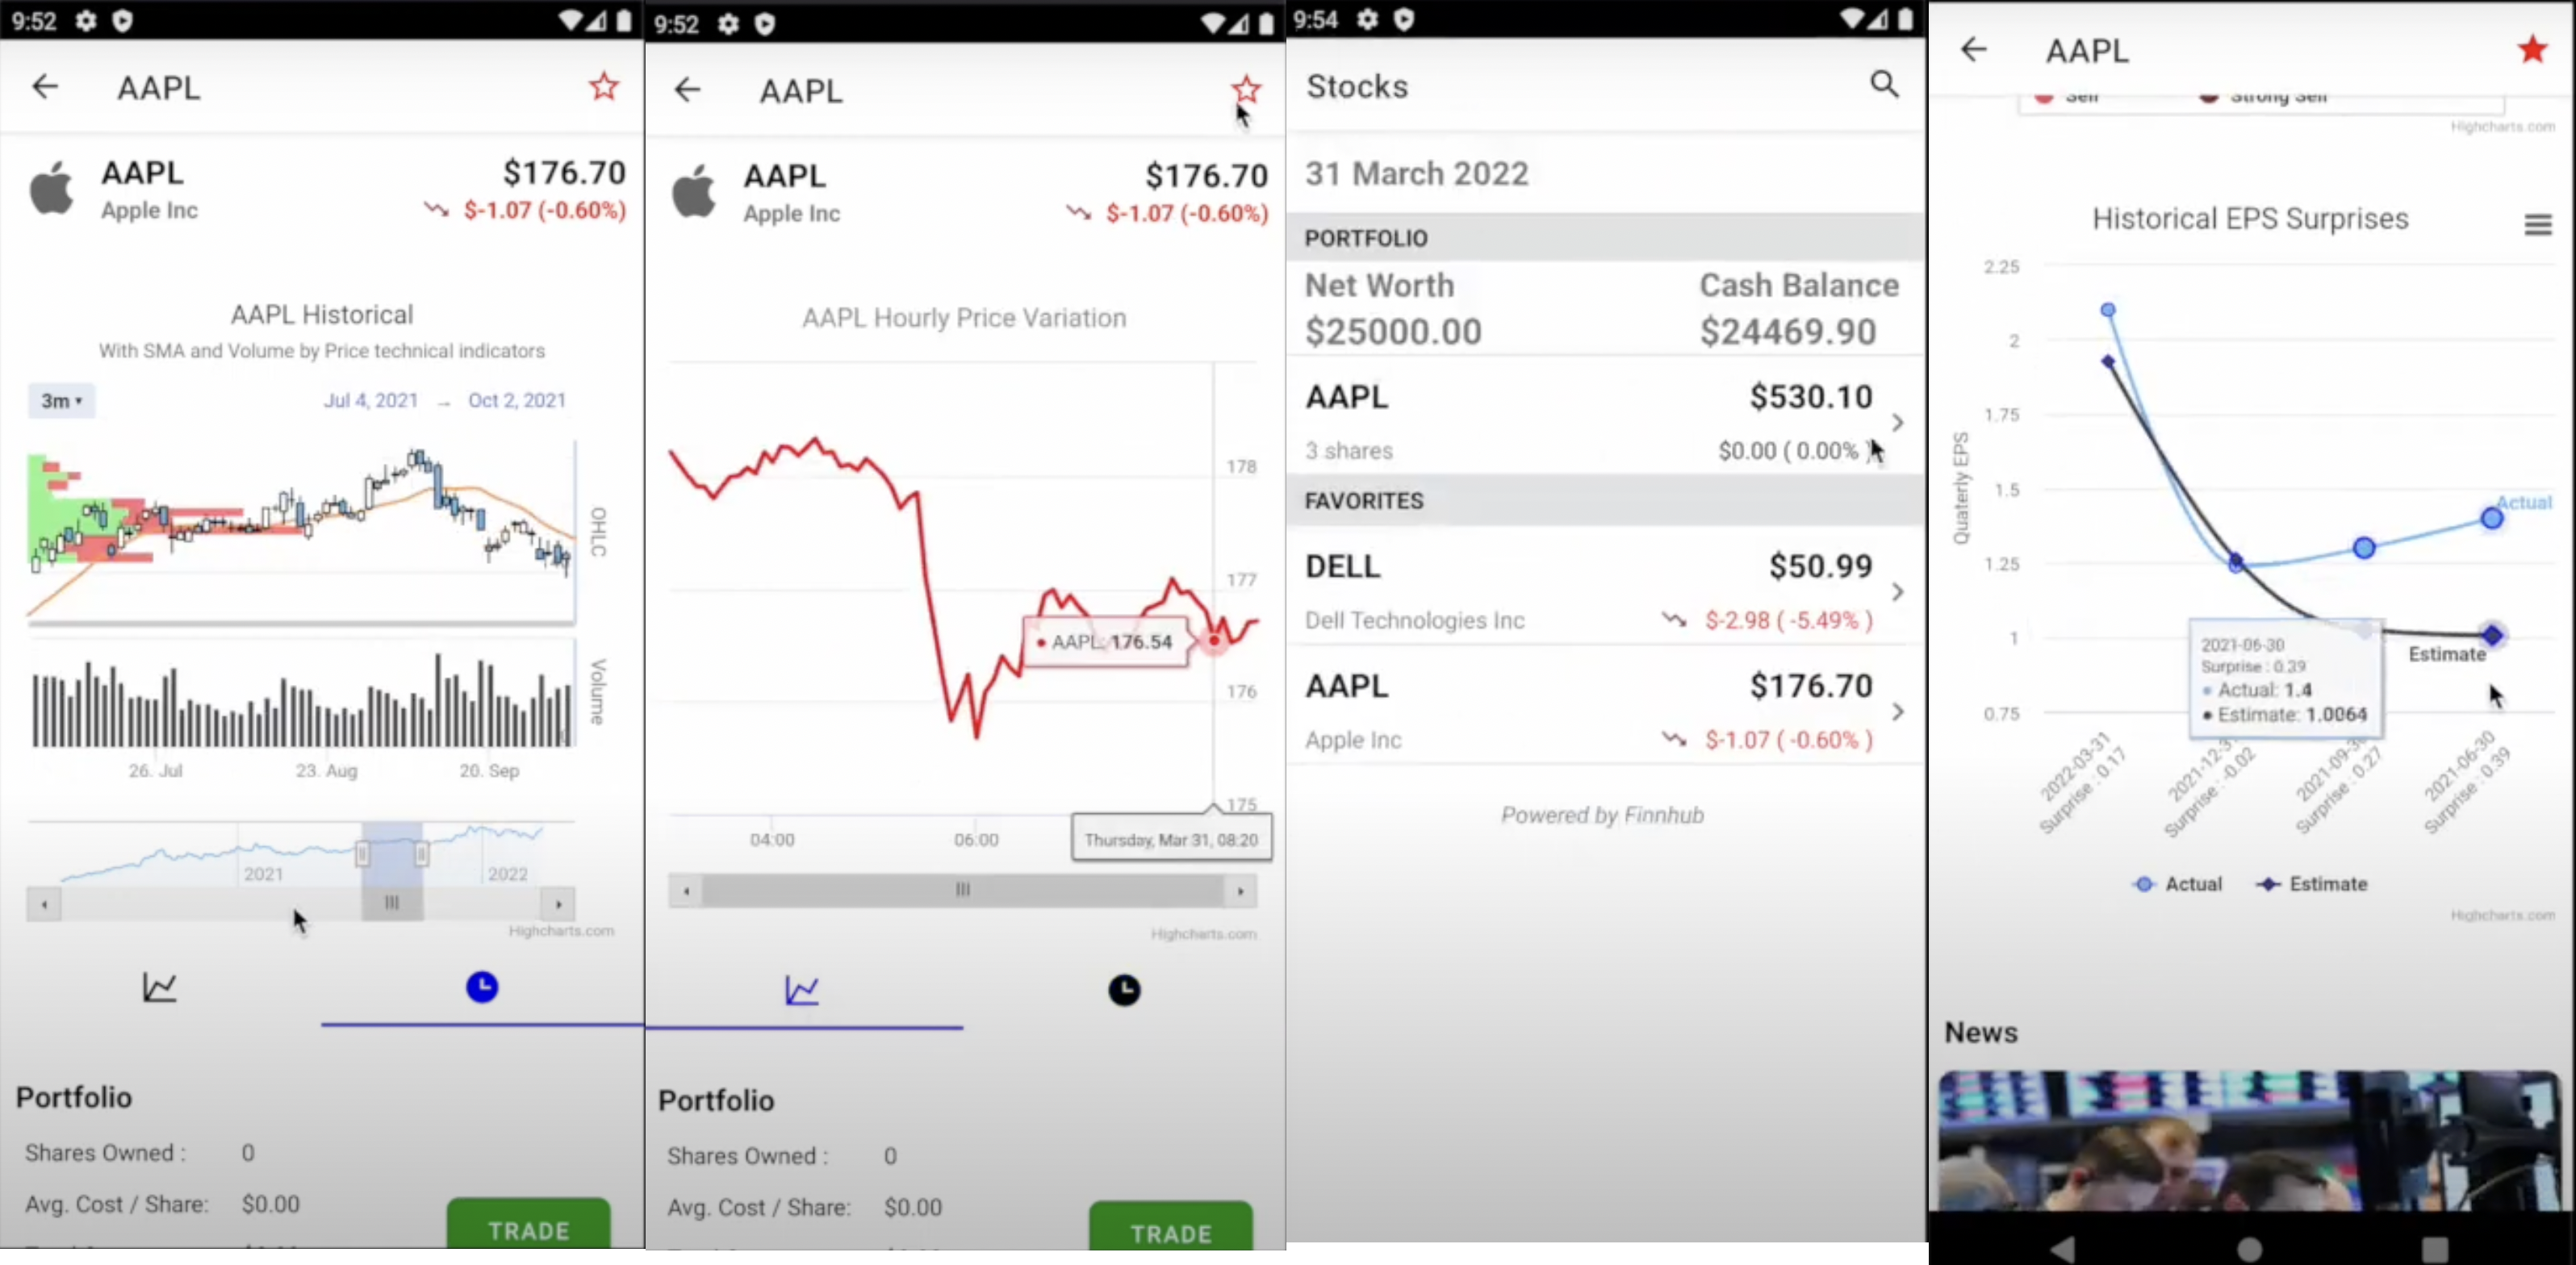 9:52
AAPL
AAPL
$176.70
Apple Inc
$-1.07 (-0.60%)
AAPL Historical
With SMA and Volume by Price technical indicators
3m
Jul 4, 2021 → Oct 2, 2021
OHLC
Volume
26. Jul
23. Aug
20. Sep
2021
2022
Highcharts.com
Portfolio
Shares Owned : 0
Avg. Cost / Share: $0.00
TRADE
9:52
AAPL
AAPL
$176.70
Apple Inc
$-1.07 (-0.60%)
AAPL Hourly Price Variation
178
177
AAPL: 176.54
176
175
04:00
06:00
Thursday, Mar 31, 08:20
Highcharts.com
Portfolio
Shares Owned : 0
Avg. Cost / Share: $0.00
TRADE
9:54
Stocks
31 March 2022
PORTFOLIO
Net Worth
Cash Balance
$25000.00
$24469.90
AAPL
$530.10
3 shares
$0.00 ( 0.00% )
FAVORITES
DELL
$50.99
Dell Technologies Inc
$-2.98 ( -5.49% )
AAPL
$176.70
Apple Inc
$-1.07 ( -0.60% )
Powered by Finnhub
AAPL
Sell
Strong Sell
Highcharts.com
Historical EPS Surprises
2.25
2
1.75
1.5
1.25
1
0.75
Quaterly EPS
Actual
Estimate
2021-06-30
Surprise : 0.39
Actual: 1.4
Estimate: 1.0064
2022-03-31
Surprise : 0.17
2021-12-3
Surprise : -0.02
2021-09-3
Surprise : 0.27
2021-06-30
Surprise : 0.39
Actual
Estimate
Highcharts.com
News